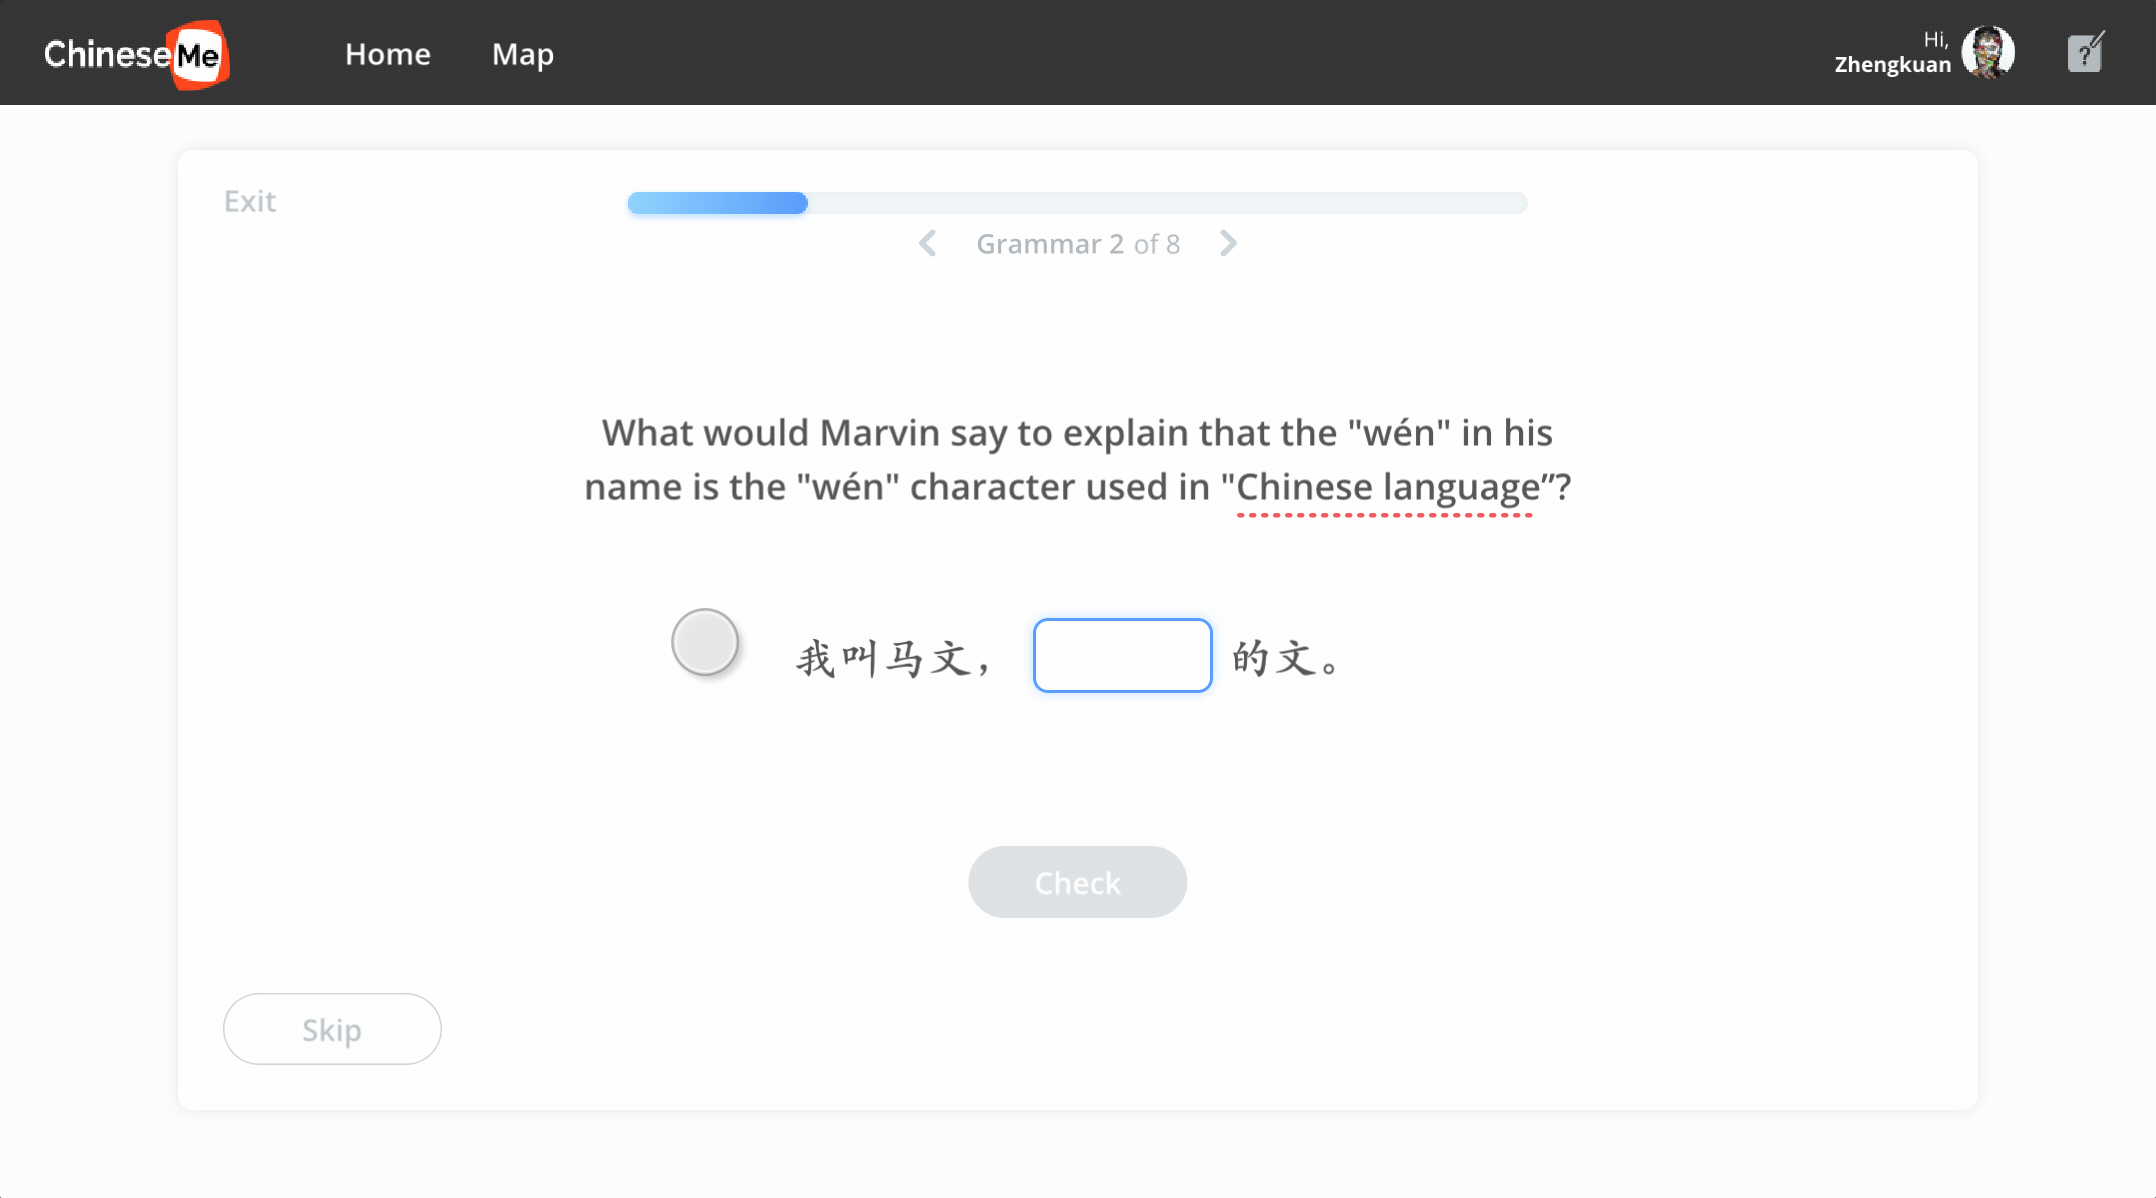 ChineseMe
Home
Map
Hi,
Zhengkuan
?
Exit
Grammar 2 of 8
What would Marvin say to explain that the "wén" in his
name is the "wén" character used in "Chinese language”?
我叫马文， 的文。
Check
Skip